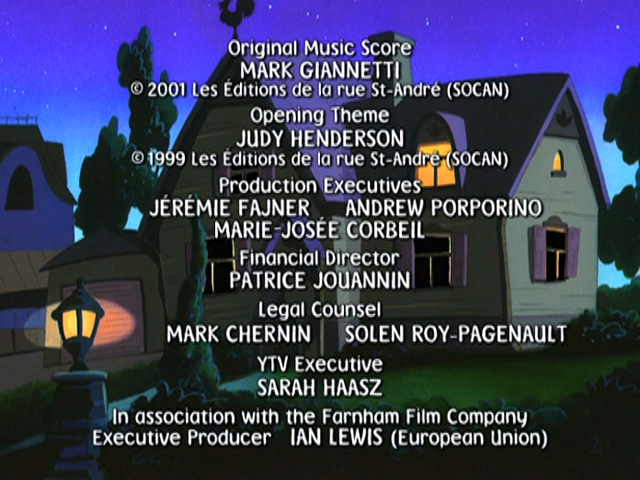 Original Music Score
MARK GIANNETTI
© 2001 Les Éditions de la rue St-André (SOCAN)
Opening Theme
JUDY HENDERSON
© 1999 Les Éditions de la rue St-André (SOCAN)
Production Executives
JÉRÉMIE FAJNER ANDREW PORPORINO
MARIE-JOSÉE CORBEIL
Financial Director
PATRICE JOUANNIN
Legal Counsel
MARK CHERNIN SOLEN ROY-PAGENAULT
YTV Executive
SARAH HAASZ
In association with the Farnham Film Company
Executive Producer IAN LEWIS (European Union)